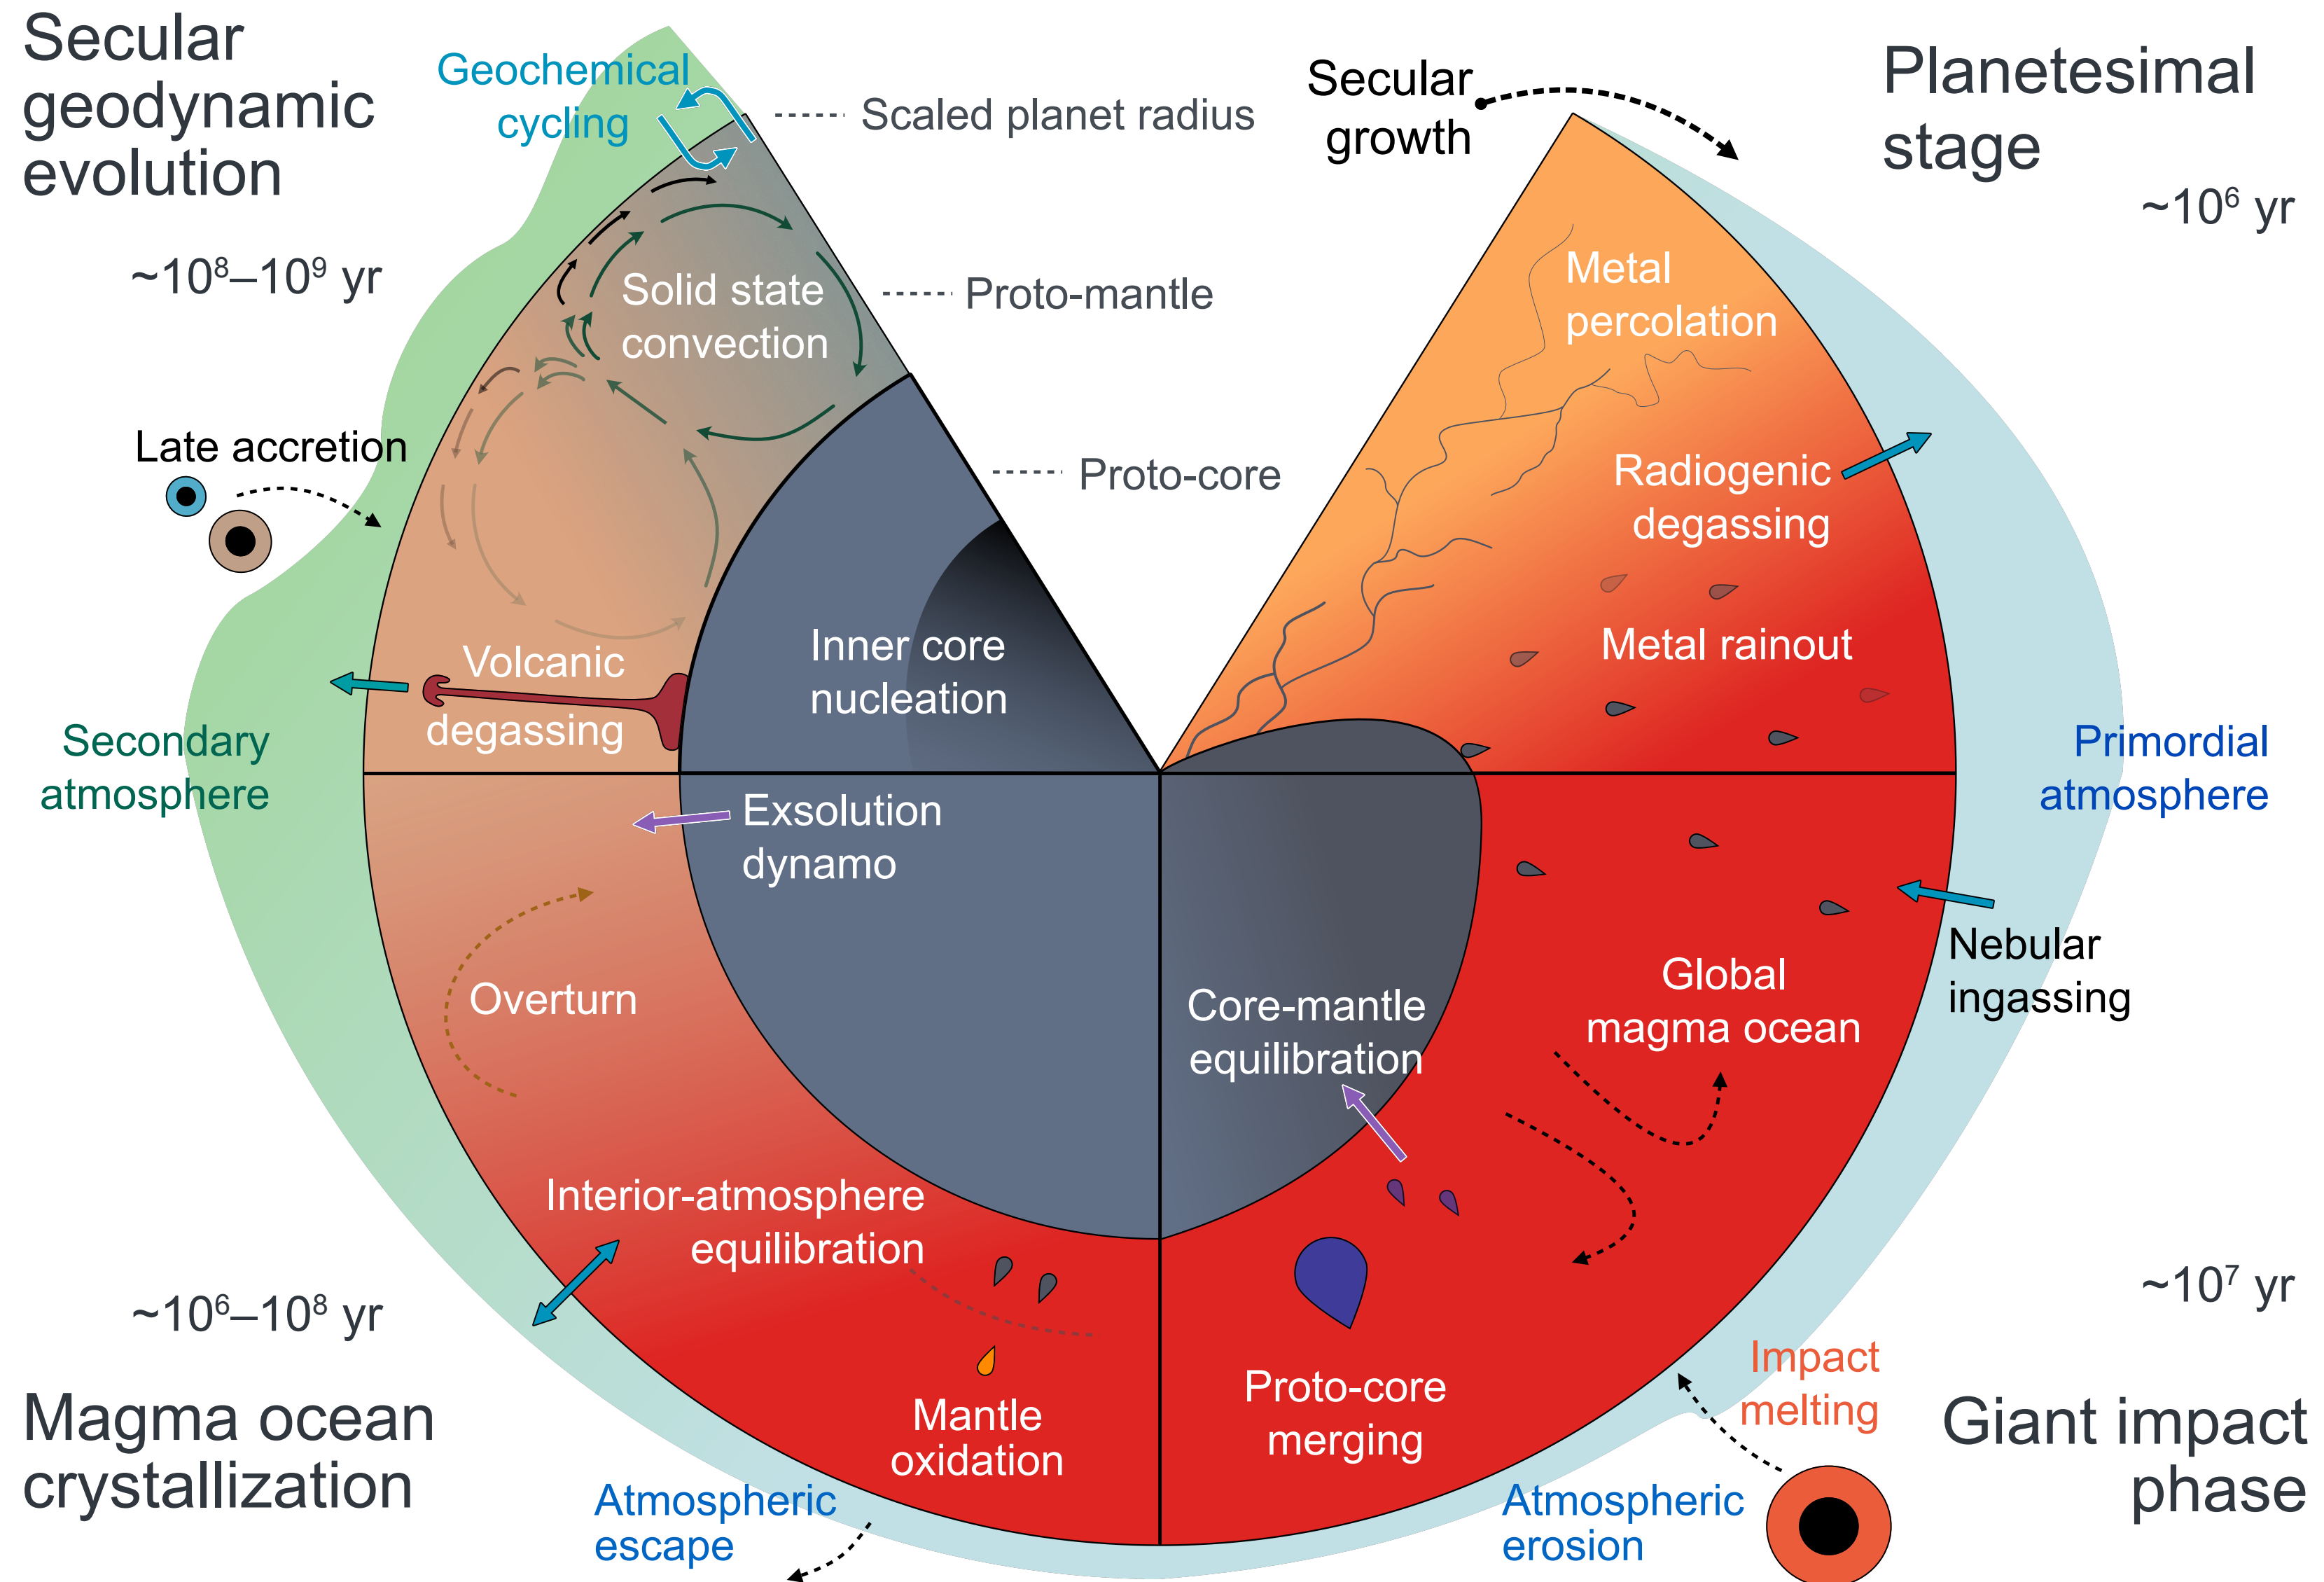 Secular
geodynamic
evolution
~10⁸–10⁹ yr
Geochemical
cycling
Scaled planet radius
Proto-mantle
Proto-core
Secular
growth
Planetesimal
stage
~10⁶ yr
Solid state
convection
Late accretion
Volcanic
degassing
Secondary
atmosphere
Inner core
nucleation
Metal
percolation
Radiogenic
degassing
Metal rainout
Primordial
atmosphere
Exsolution
dynamo
Overturn
Interior-atmosphere
equilibration
Mantle
oxidation
~10⁶–10⁸ yr
Magma ocean
crystallization
Atmospheric
escape
Core-mantle
equilibration
Global
magma ocean
Nebular
ingassing
Proto-core
merging
~10⁷ yr
Impact
melting
Giant impact
phase
Atmospheric
erosion